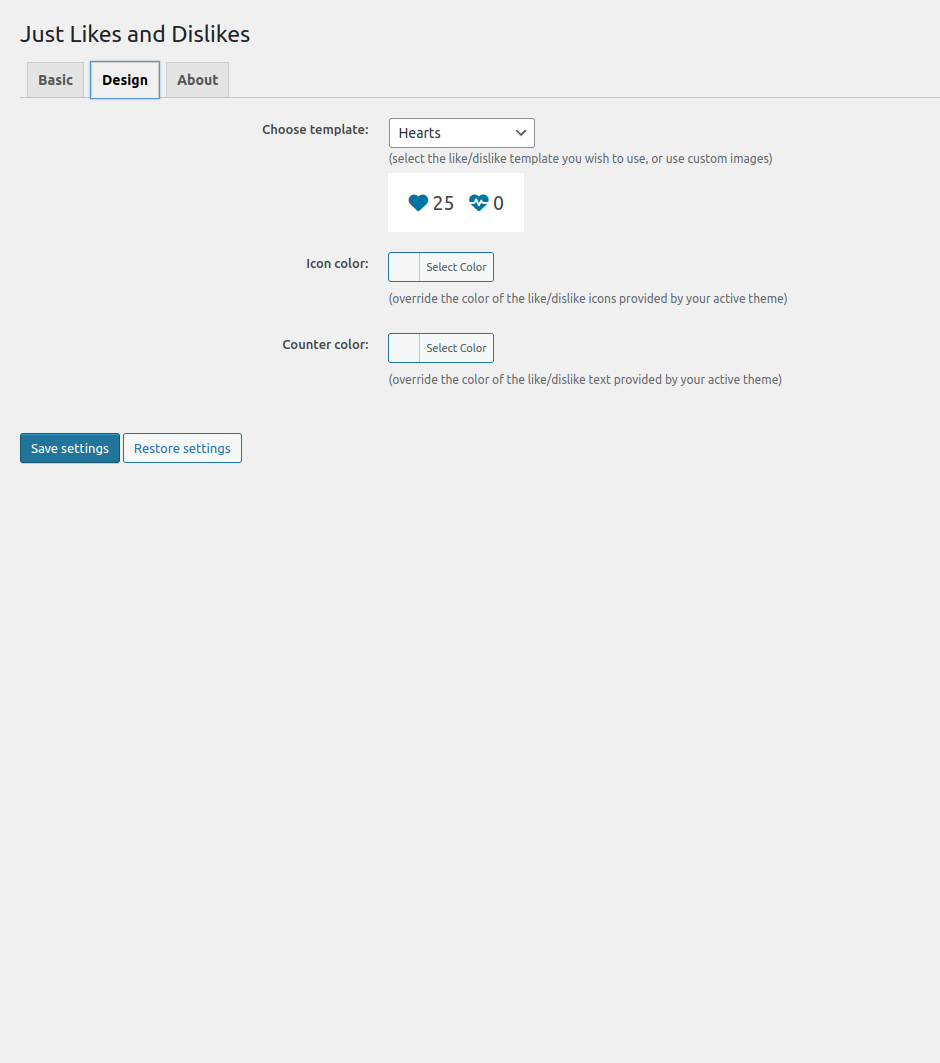 Just Likes and Dislikes
Basic Design About
Choose template: Hearts
(select the like/dislike template you wish to use, or use custom images)
25 0
Icon color: Select Color
(override the color of the like/dislike icons provided by your active theme)
Counter color: Select Color
(override the color of the like/dislike text provided by your active theme)
Save settings Restore settings